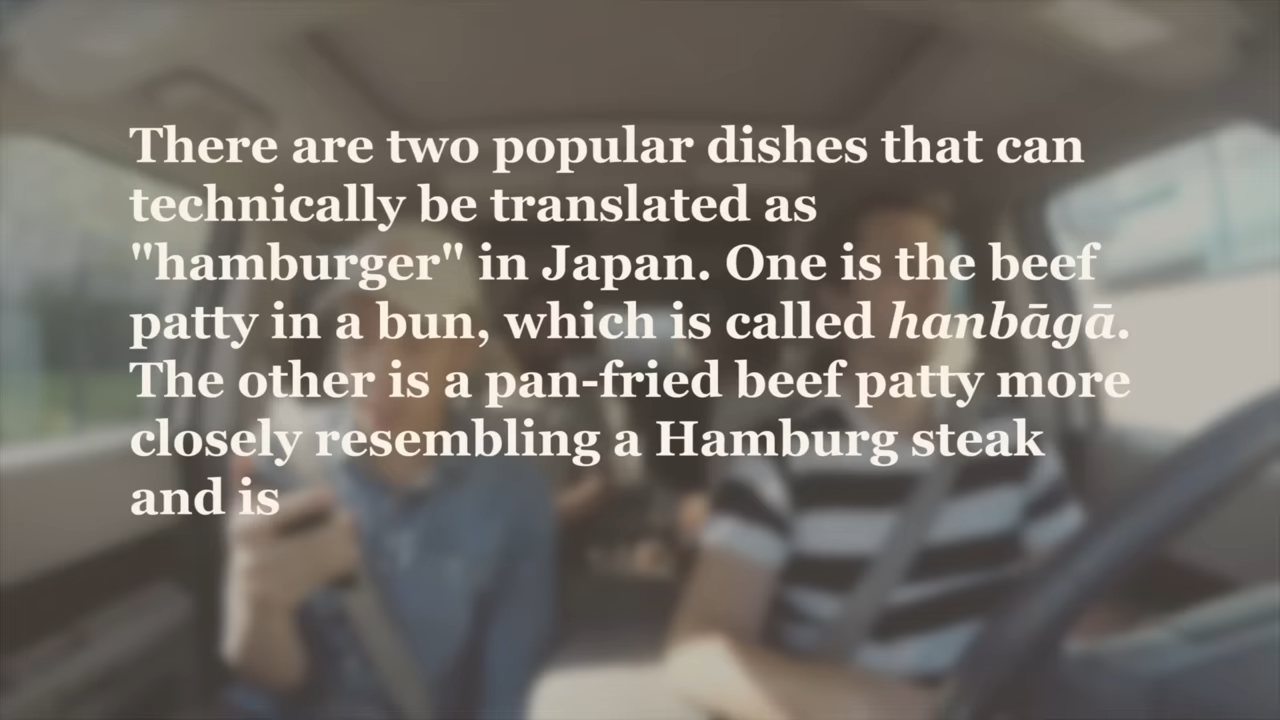 There are two popular dishes that can
technically be translated as
"hamburger" in Japan. One is the beef
patty in a bun, which is called hanbāgā.
The other is a pan-fried beef patty more
closely resembling a Hamburg steak
and is